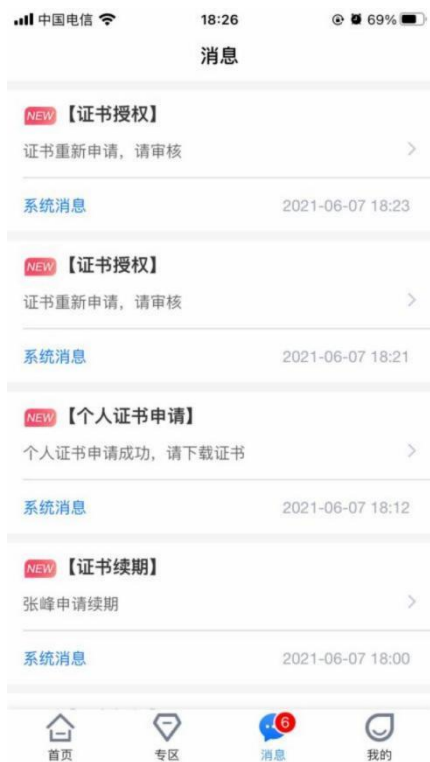 中国电信 18:26 69%
消息
NEW 【证书授权】
证书重新申请，请审核
系统消息 2021-06-07 18:23
NEW 【证书授权】
证书重新申请，请审核
系统消息 2021-06-07 18:21
NEW 【个人证书申请】
个人证书申请成功，请下载证书
系统消息 2021-06-07 18:12
NEW 【证书续期】
张峰申请续期
系统消息 2021-06-07 18:00
6
首页 专区 消息 我的